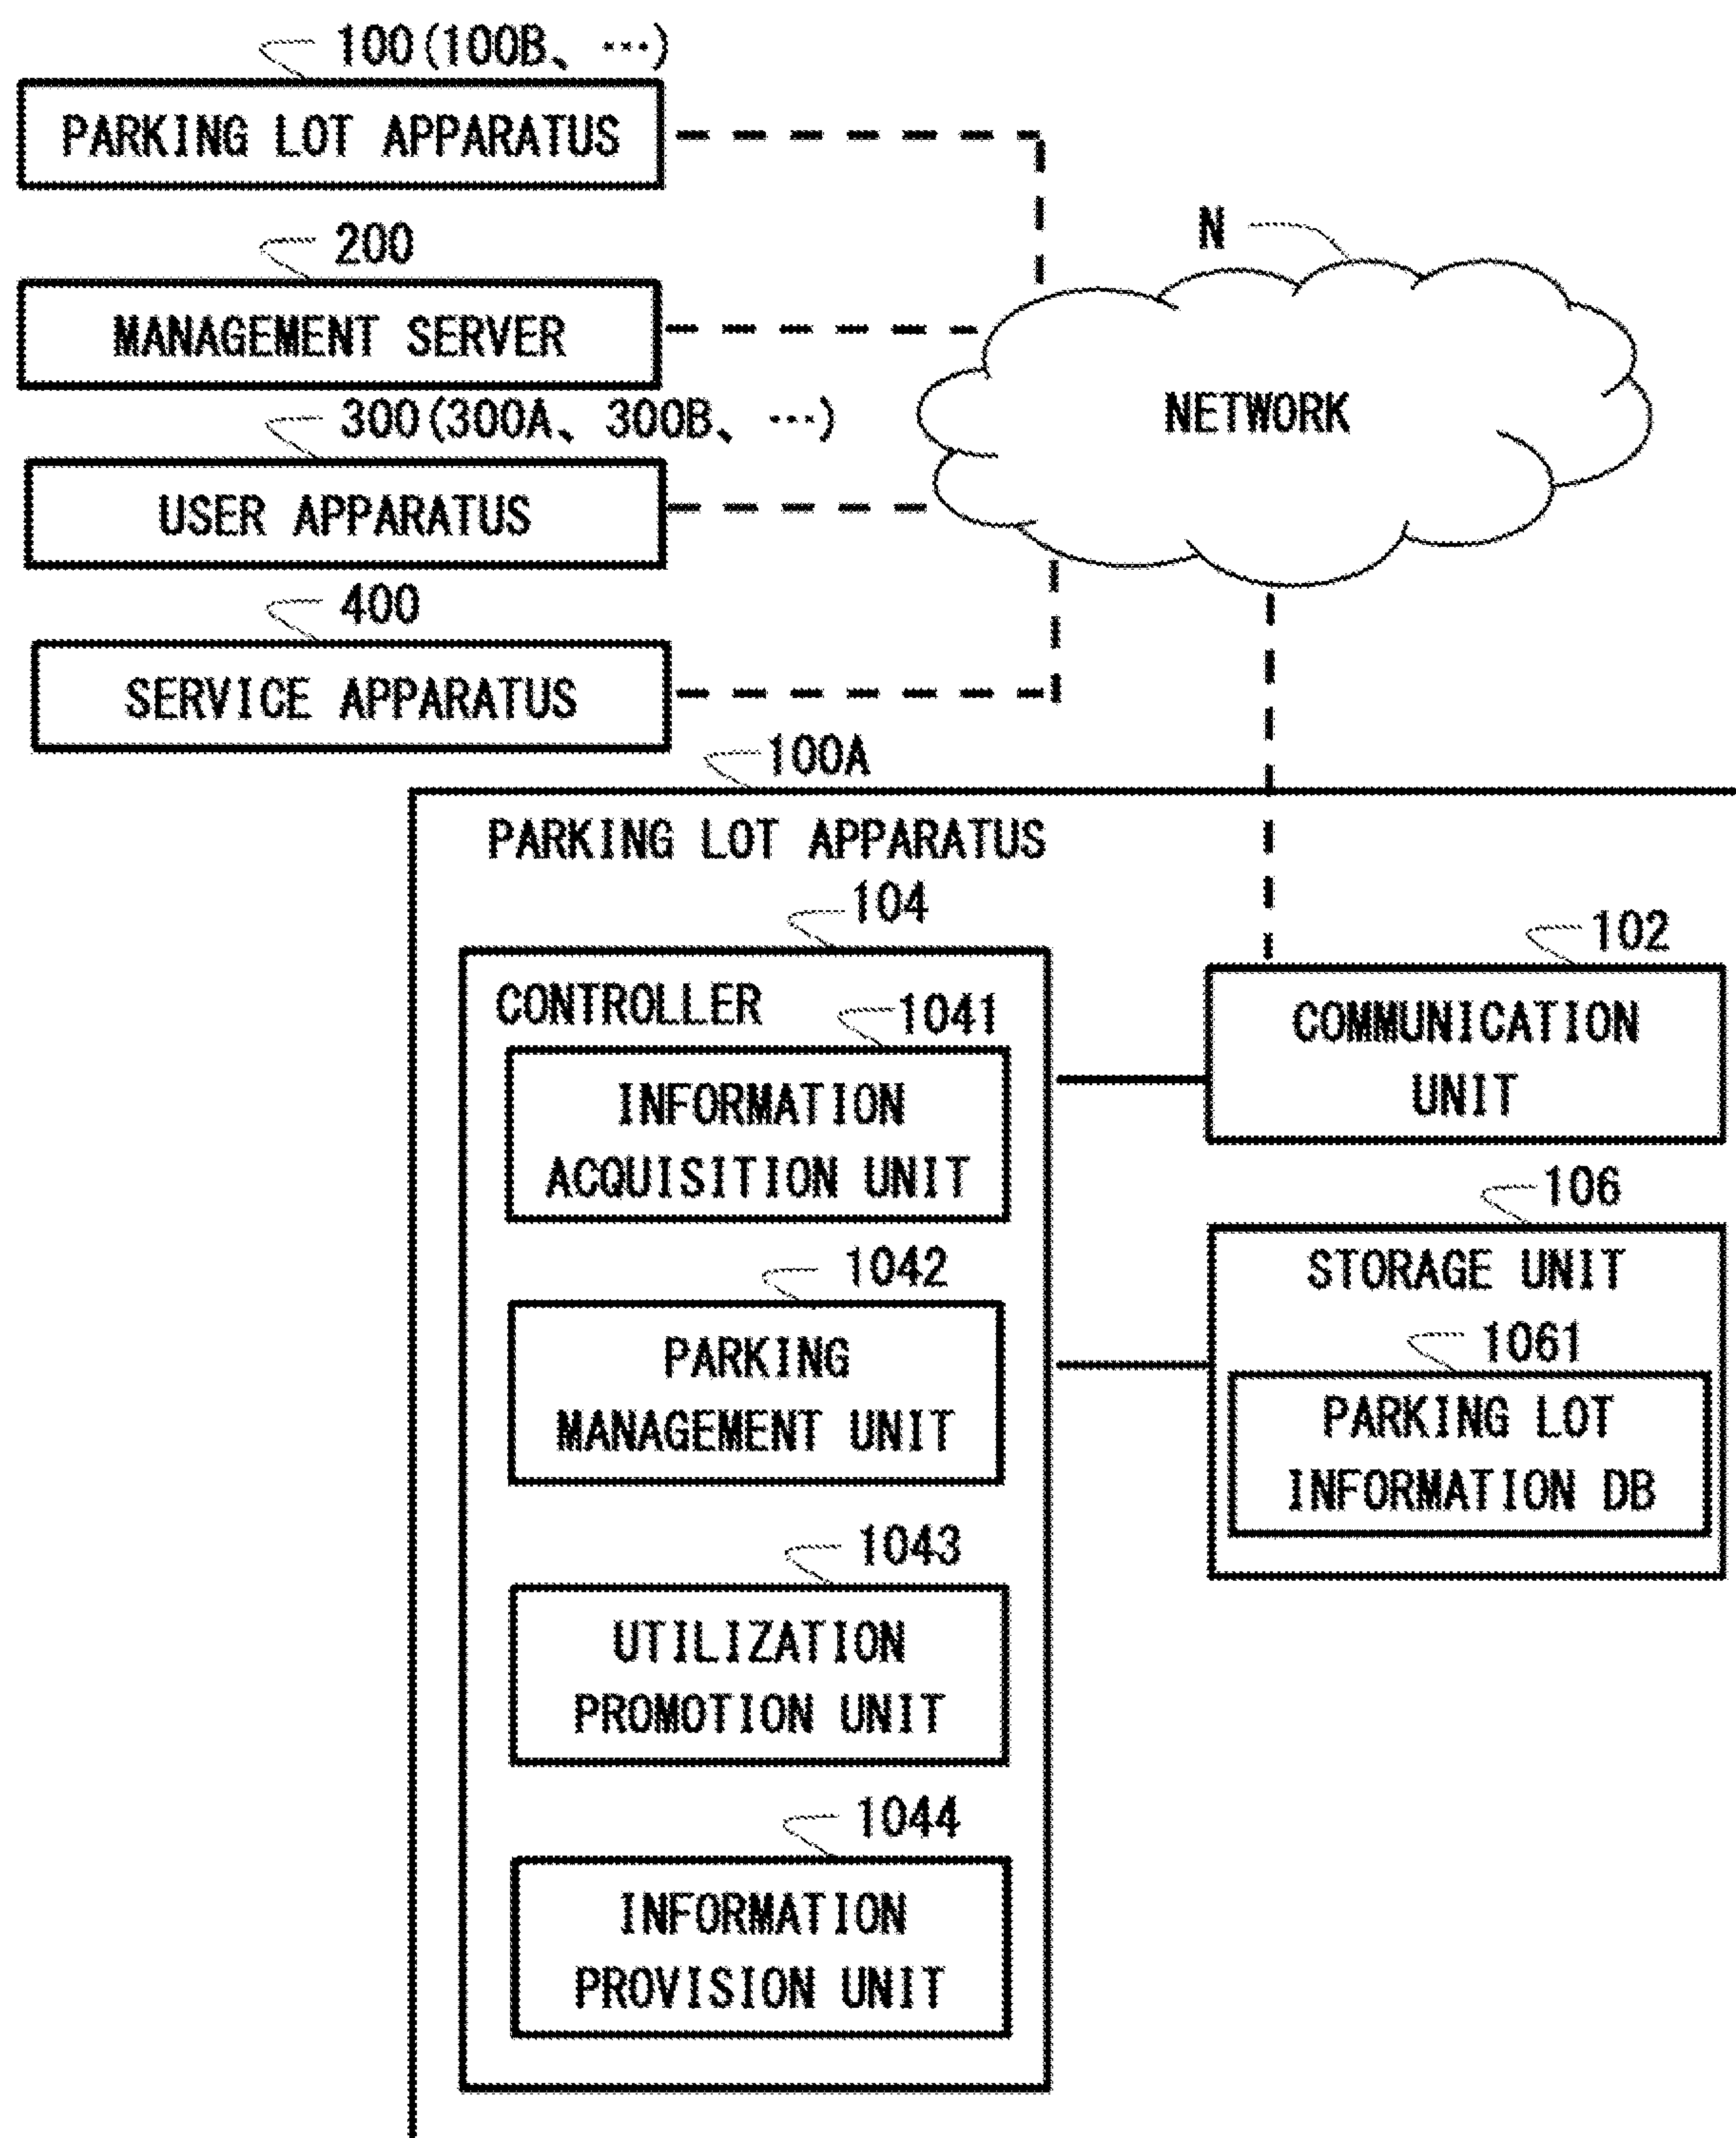 100(100B、…)
PARKING LOT APPARATUS
200
MANAGEMENT SERVER
300(300A、300B、…)
USER APPARATUS
400
SERVICE APPARATUS
N
NETWORK
100A
PARKING LOT APPARATUS
104
CONTROLLER
1041
INFORMATION
ACQUISITION UNIT
1042
PARKING
MANAGEMENT UNIT
1043
UTILIZATION
PROMOTION UNIT
1044
INFORMATION
PROVISION UNIT
102
COMMUNICATION
UNIT
106
STORAGE UNIT
1061
PARKING LOT
INFORMATION DB